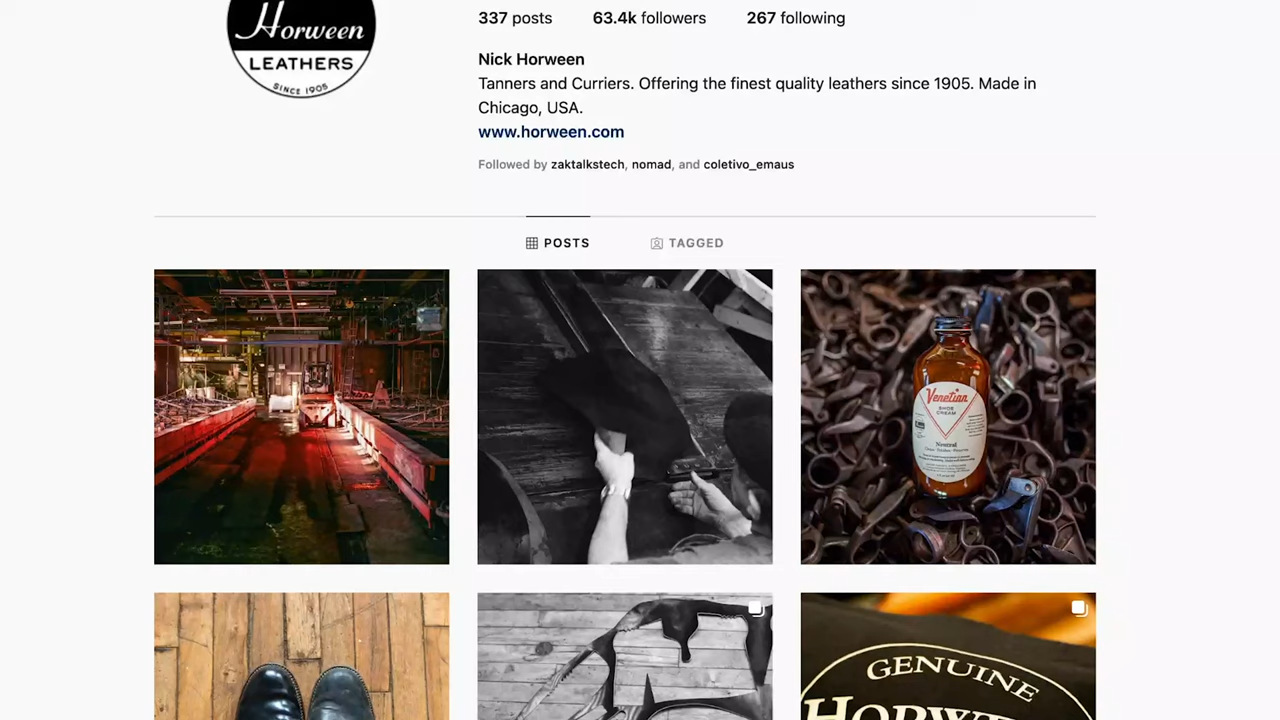 Horween
LEATHERS
SINCE 1905
337 posts 63.4k followers 267 following
Nick Horween
Tanners and Curriers. Offering the finest quality leathers since 1905. Made in
Chicago, USA.
www.horween.com
Followed by zaktalkstech, nomad, and coletivo_emaus
POSTS TAGGED
Venetian
SHOE
CREAM
Neutral
GENUINE